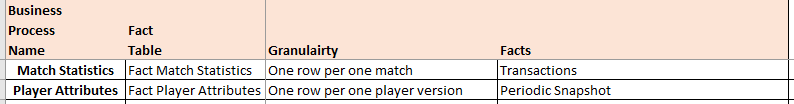 Business
Process Fact
Name Table Granulairty Facts
Match Statistics Fact Match Statistics One row per one match Transactions
Player Attributes Fact Player Attributes One row per one player version Periodic Snapshot